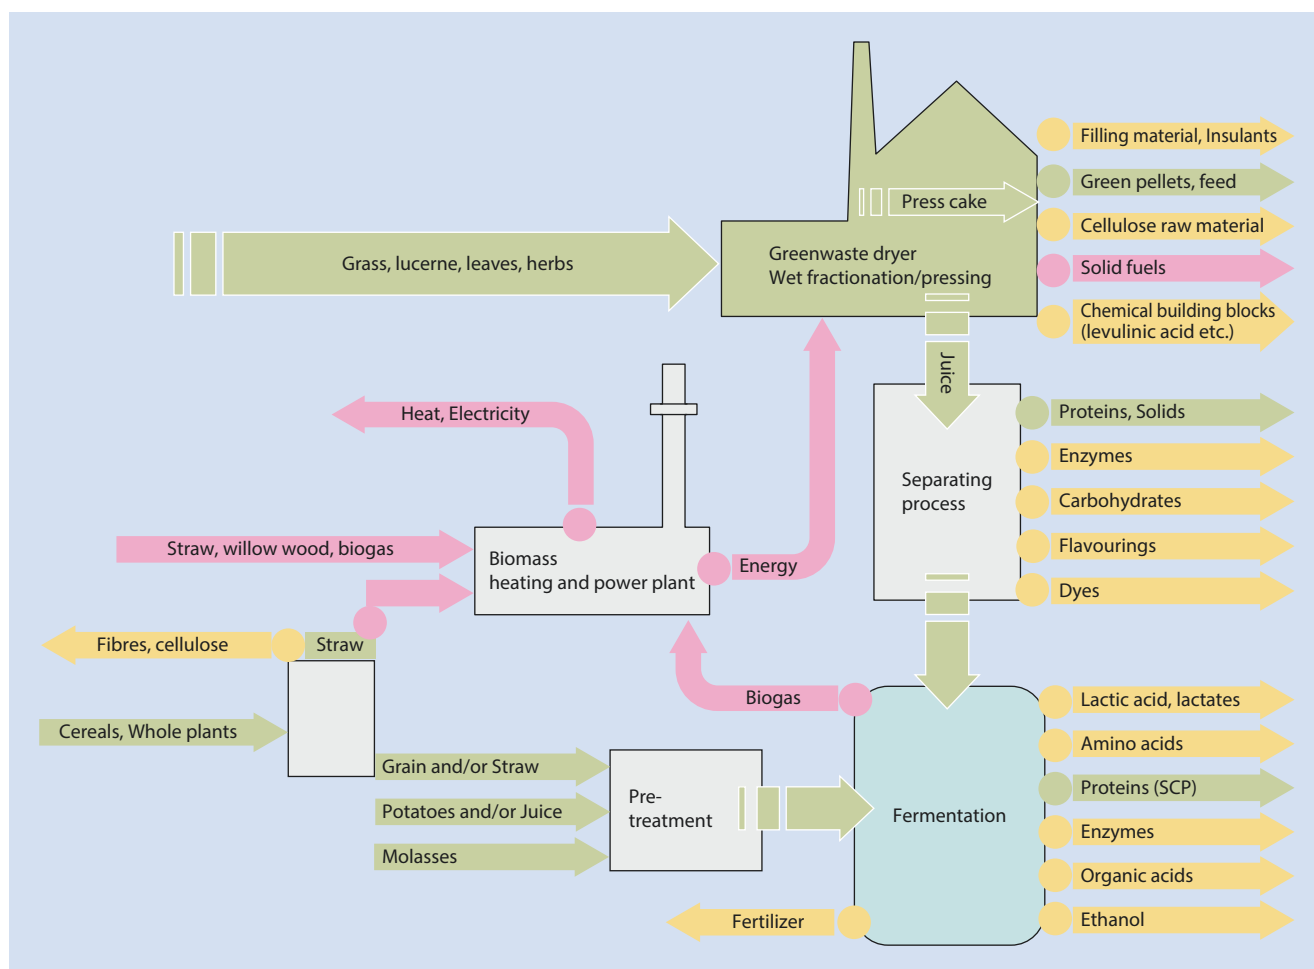 Filling material, Insulants
Green pellets, feed
Press cake
Cellulose raw material
Grass, lucerne, leaves, herbs
Greenwaste dryer
Wet fractionation/pressing
Solid fuels
Chemical building blocks
(levulinic acid etc.)
Juice
Heat, Electricity
Proteins, Solids
Enzymes
Separating
process
Carbohydrates
Flavourings
Dyes
Straw, willow wood, biogas
Biomass
heating and power plant
Energy
Fibres, cellulose
Straw
Biogas
Cereals, Whole plants
Grain and/or Straw
Potatoes and/or Juice
Molasses
Pre-
treatment
Fermentation
Lactic acid, lactates
Amino acids
Proteins (SCP)
Enzymes
Organic acids
Ethanol
Fertilizer